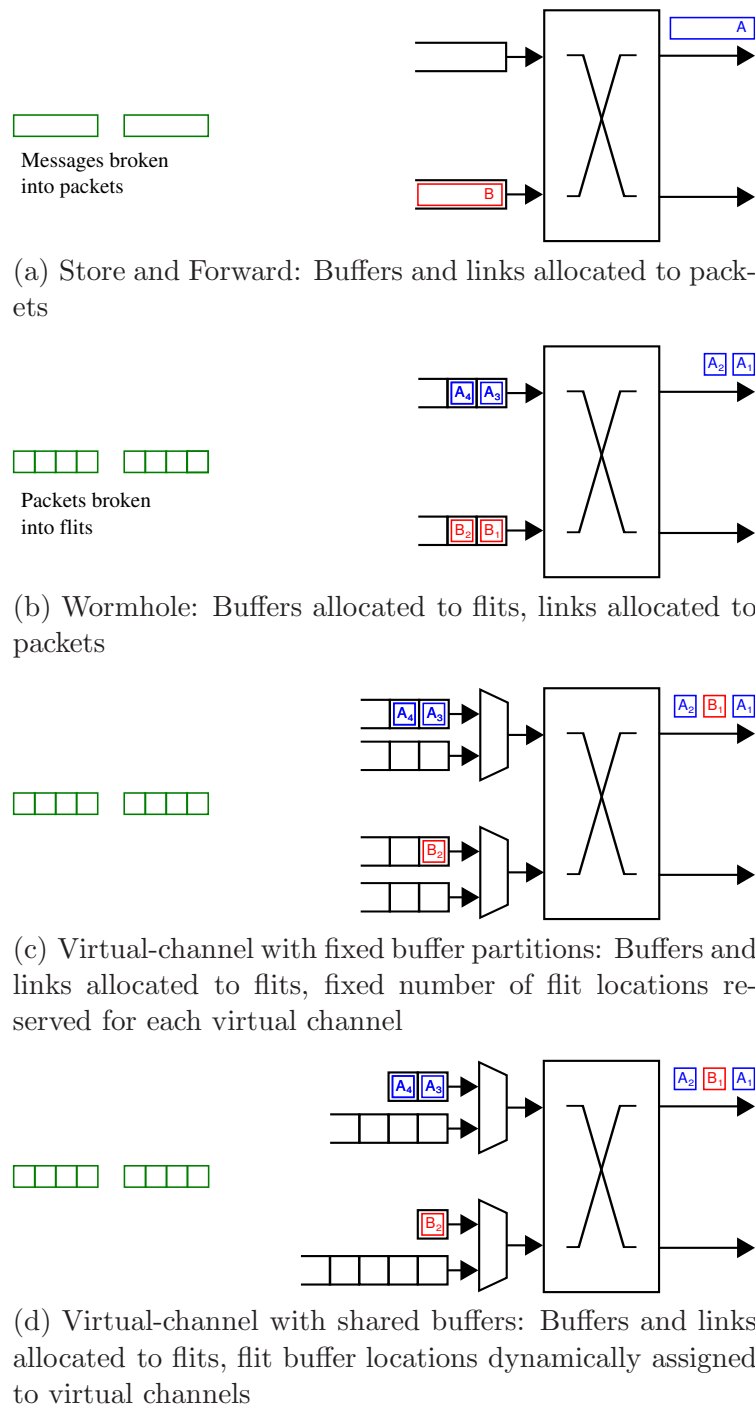 A
Messages broken
into packets
B
(a) Store and Forward: Buffers and links allocated to pack-
ets
A₂ A₁
A₄ A₃
Packets broken
into flits
B₂ B₁
(b) Wormhole: Buffers allocated to flits, links allocated to
packets
A₄ A₃ A₂ B₁ A₁
B₂
(c) Virtual-channel with fixed buffer partitions: Buffers and
links allocated to flits, fixed number of flit locations re-
served for each virtual channel
A₄ A₃ A₂ B₁ A₁
B₂
(d) Virtual-channel with shared buffers: Buffers and links
allocated to flits, flit buffer locations dynamically assigned
to virtual channels